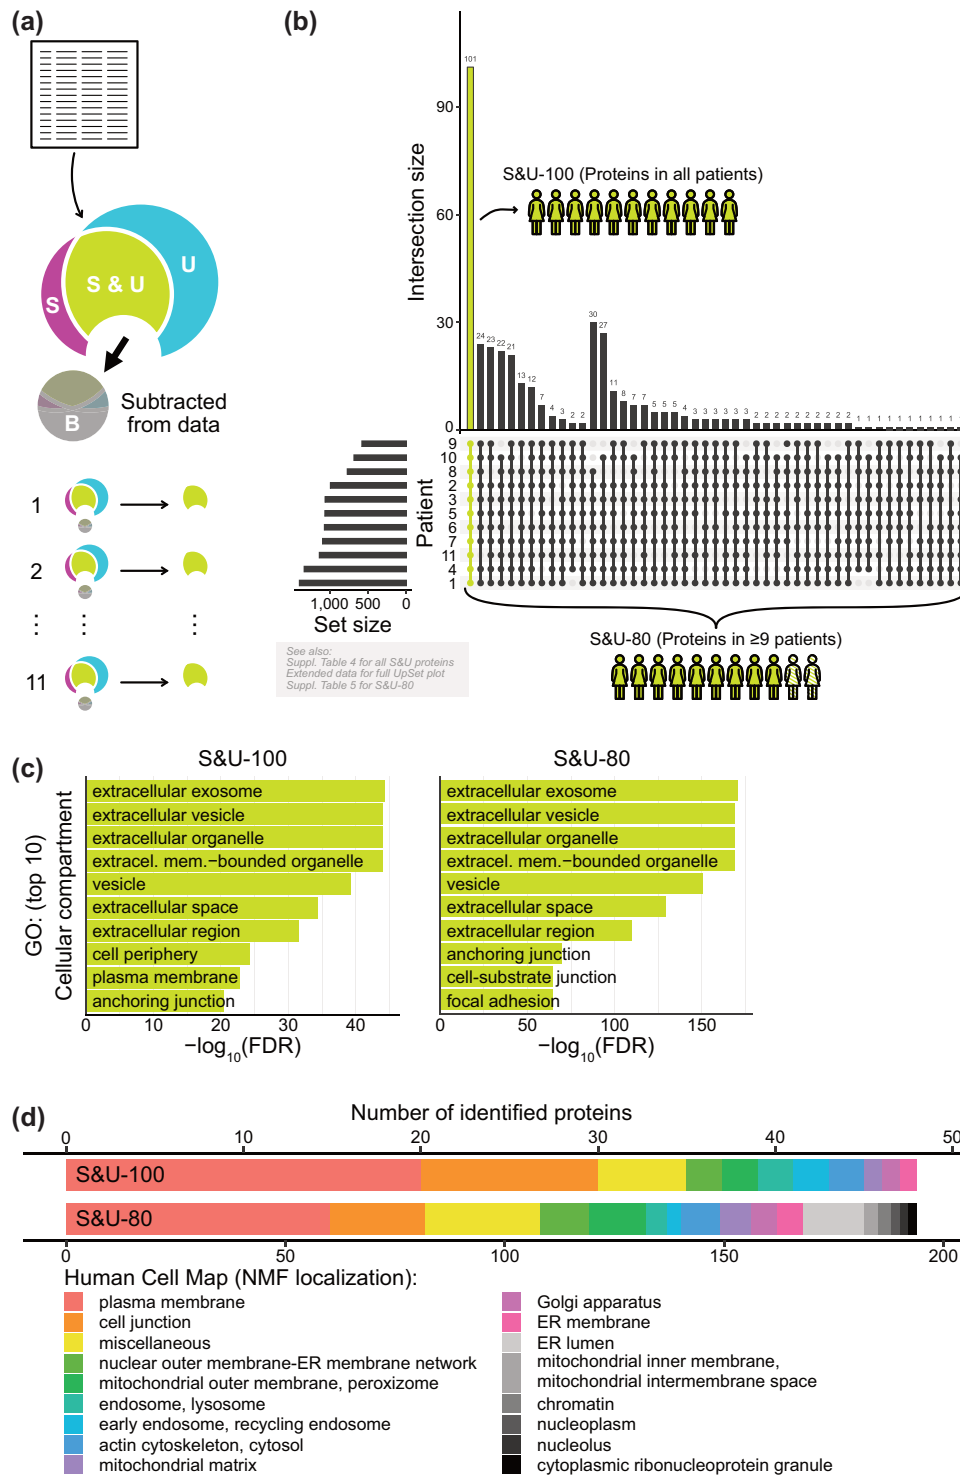 (a)
S
S & U
U
B
Subtracted
from data
1
2
11
(b)
Intersection size
90
60
30
0
101
S&U-100 (Proteins in all patients)
24 23 22 21 13 12 7 4 3 2 2 30 27 11 8 7 7 5 5 5 4 3 3 3 3 3 3 2 2 2 2 2 2 2 2 2 2 1 1 1 1 1 1 1 1 1 1 1
Patient
9
10
8
2
3
5
6
7
11
4
1
1,000 500 0
Set size
S&U-80 (Proteins in ≥9 patients)
See also:
Suppl. Table 4 for all S&U proteins
Extended data for full UpSet plot
Suppl. Table 5 for S&U-80
(c)
S&U-100
GO: (top 10)
Cellular compartment
extracellular exosome
extracellular vesicle
extracellular organelle
extracel. mem.−bounded organelle
vesicle
extracellular space
extracellular region
cell periphery
plasma membrane
anchoring junction
0 10 20 30 40
−log10(FDR)
S&U-80
extracellular exosome
extracellular vesicle
extracellular organelle
extracel. mem.−bounded organelle
vesicle
extracellular space
extracellular region
anchoring junction
cell-substrate junction
focal adhesion
0 50 100 150
−log10(FDR)
(d)
Number of identified proteins
0 10 20 30 40 50
S&U-100
S&U-80
0 50 100 150 200
Human Cell Map (NMF localization):
plasma membrane
cell junction
miscellaneous
nuclear outer membrane-ER membrane network
mitochondrial outer membrane, peroxizome
endosome, lysosome
early endosome, recycling endosome
actin cytoskeleton, cytosol
mitochondrial matrix
Golgi apparatus
ER membrane
ER lumen
mitochondrial inner membrane,
mitochondrial intermembrane space
chromatin
nucleoplasm
nucleolus
cytoplasmic ribonucleoprotein granule